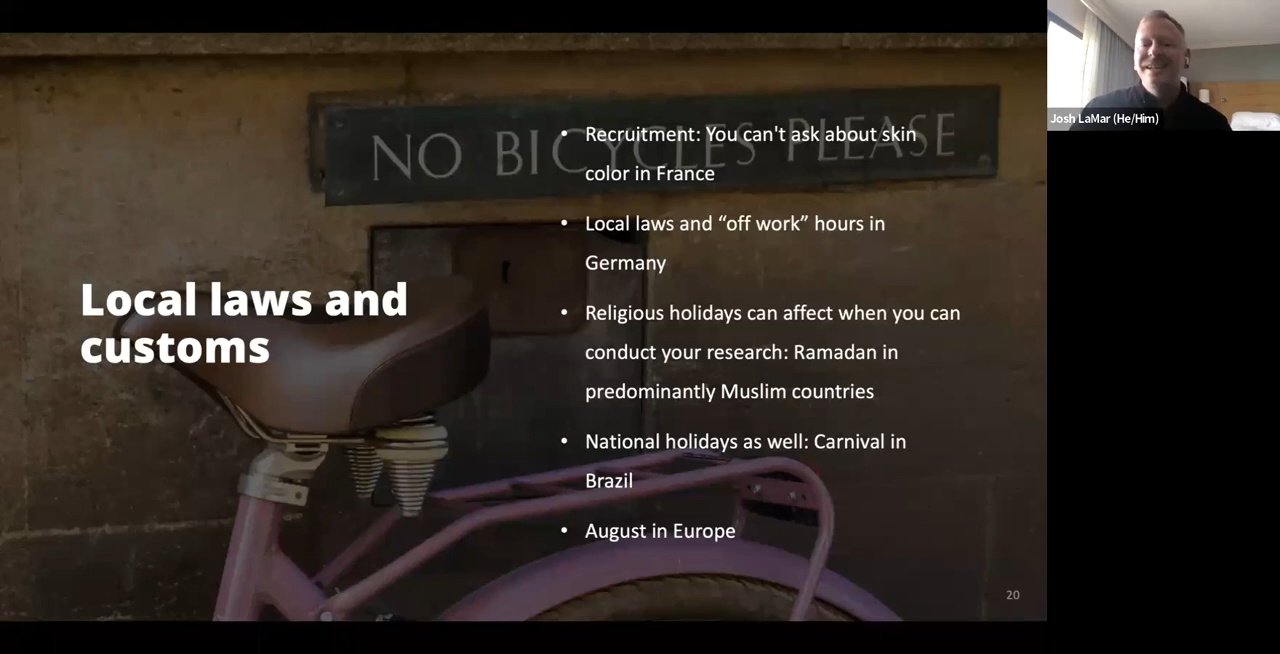 NO BICYCLES PLEASE
Local laws and
customs
• Recruitment: You can't ask about skin
color in France
• Local laws and “off work” hours in
Germany
• Religious holidays can affect when you can
conduct your research: Ramadan in
predominantly Muslim countries
• National holidays as well: Carnival in
Brazil
• August in Europe
20
Josh LaMar (He/Him)